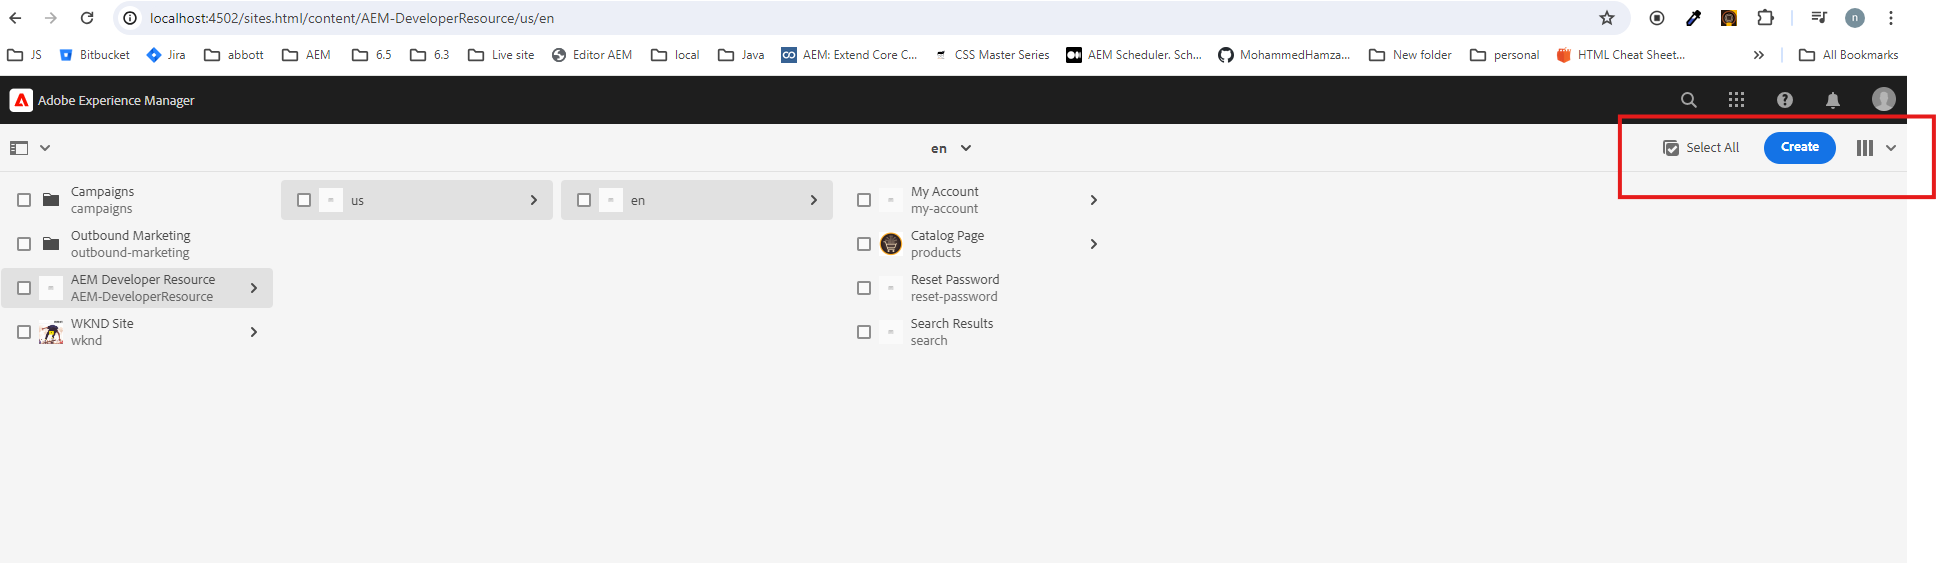 localhost:4502/sites.html/content/AEM-DeveloperResource/us/en
n
JS Bitbucket Jira abbott AEM 6.5 6.3 Live site Editor AEM local Java AEM: Extend Core C... CSS Master Series AEM Scheduler. Sch... MohammedHamza... New folder personal HTML Cheat Sheet... » All Bookmarks
Adobe Experience Manager
en
Select All Create
Campaigns
campaigns
Outbound Marketing
outbound-marketing
AEM Developer Resource
AEM-DeveloperResource
WKND Site
wknd
us
en
My Account
my-account
Catalog Page
products
Reset Password
reset-password
Search Results
search